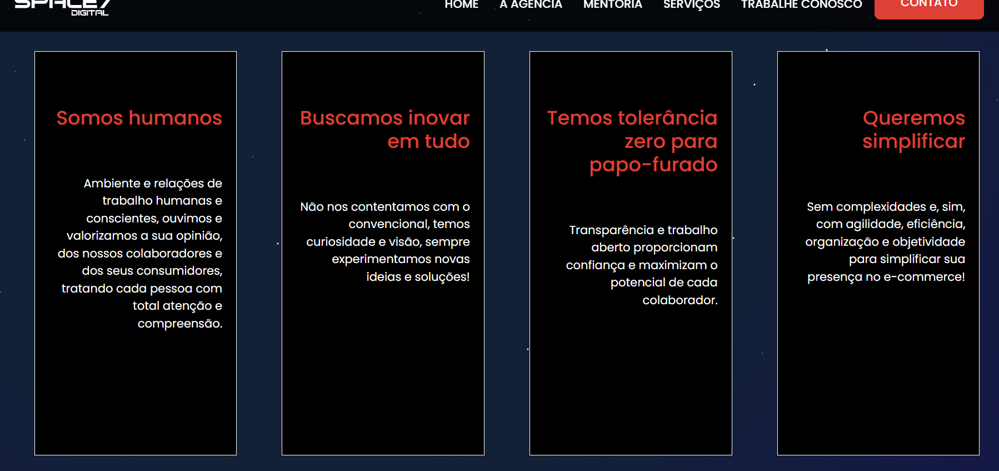 SPACE7
DIGITAL
HOME
A AGÊNCIA
MENTORIA
SERVIÇOS
TRABALHE CONOSCO
CONTATO
Somos humanos
Ambiente e relações de
trabalho humanas e
conscientes, ouvimos e
valorizamos a sua opinião,
dos nossos colaboradores e
dos seus consumidores,
tratando cada pessoa com
total atenção e
compreensão.
Buscamos inovar
em tudo
Não nos contentamos com o
convencional, temos
curiosidade e visão, sempre
experimentamos novas
ideias e soluções!
Temos tolerância
zero para
papo-furado
Transparência e trabalho
aberto proporcionam
confiança e maximizam o
potencial de cada
colaborador.
Queremos
simplificar
Sem complexidades e, sim,
com agilidade, eficiência,
organização e objetividade
para simplificar sua
presença no e-commerce!